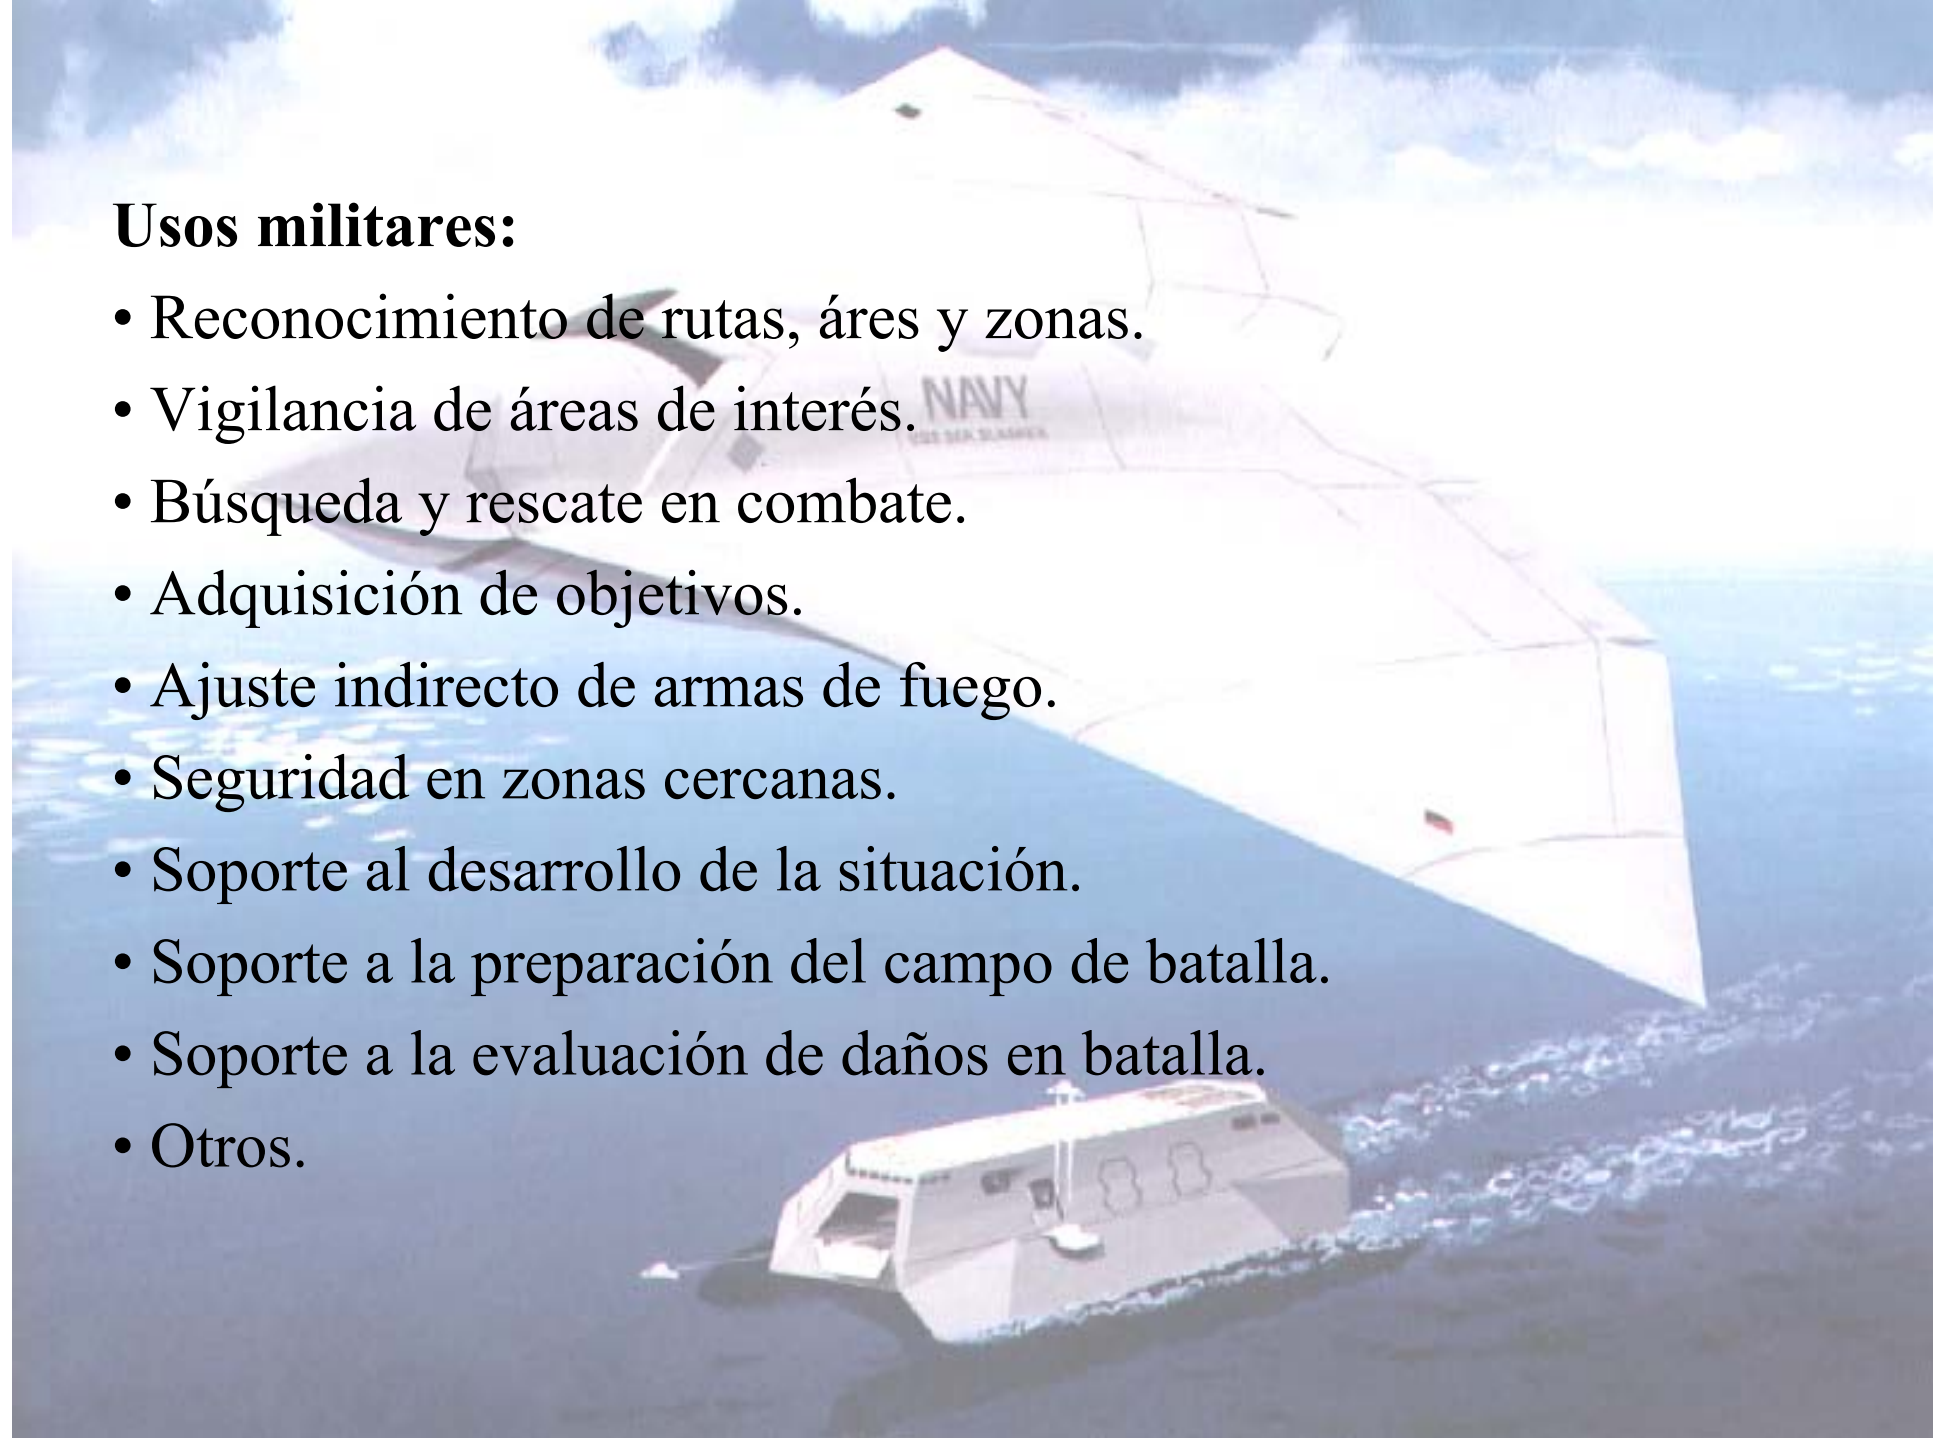 Usos militares:
• Reconocimiento de rutas, áres y zonas.
• Vigilancia de áreas de interés.
NAVY
• Búsqueda y rescate en combate.
• Adquisición de objetivos.
• Ajuste indirecto de armas de fuego.
• Seguridad en zonas cercanas.
• Soporte al desarrollo de la situación.
• Soporte a la preparación del campo de batalla.
• Soporte a la evaluación de daños en batalla.
• Otros.